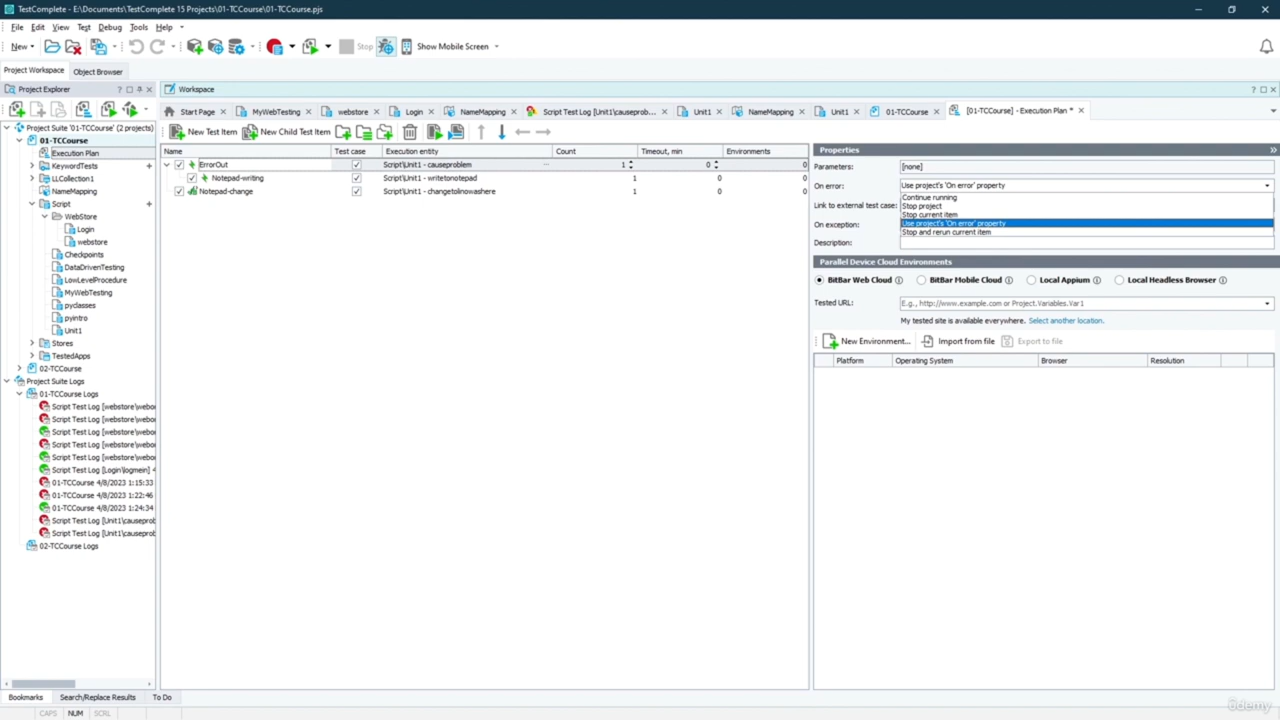 TestComplete - E:\Documents\TestComplete 15 Projects\01-TCCourse\01-TCCourse.pjs
File Edit View Test Debug Tools Help
New Stop Show Mobile Screen
Project Workspace Object Browser
Project Explorer
Workspace
Start Page MyWebTesting webstore Login NameMapping Script Test Log [Unit1\causeprob... Unit1 NameMapping Unit1 01-TCCourse [01-TCCourse] - Execution Plan *
New Test Item New Child Test Item
Project Suite '01-TCCourse' (2 projects)
01-TCCourse
Execution Plan
KeywordTests
LLCollection1
NameMapping
Script
WebStore
Login
webstore
Checkpoints
DataDrivenTesting
LowLevelProcedure
MyWebTesting
pyclasses
pyintro
Unit1
Stores
TestedApps
02-TCCourse
Project Suite Logs
01-TCCourse Logs
Script Test Log [webstore\webo
Script Test Log [webstore\webo
Script Test Log [webstore\webo
Script Test Log [webstore\webo
Script Test Log [webstore\webo
Script Test Log [Login\logmein] 4
01-TCCourse 4/8/2023 1:15:33
01-TCCourse 4/8/2023 1:22:46
01-TCCourse 4/8/2023 1:24:34
Script Test Log [Unit1\causeprob
Script Test Log [Unit1\causeprob
02-TCCourse Logs
Name Test case Execution entity Count Timeout, min Environments
ErrorOut Script\Unit1 - causeproblem ... 1 0 0
Notepad-writing Script\Unit1 - writetonotepad 1 0
Notepad-change Script\Unit1 - changetolinowashere 1 0
Properties
Parameters: [none]
On error: Use project's 'On error' property
Continue running
Link to external test case: Stop project
Stop current item
On exception: Use project's 'On error' property
Stop and rerun current item
Description:
Parallel Device Cloud Environments
BitBar Web Cloud BitBar Mobile Cloud Local Appium Local Headless Browser
Tested URL: E.g., http://www.example.com or Project.Variables.Var1
My tested site is available everywhere. Select another location.
New Environment... Import from file Export to file
Platform Operating System Browser Resolution
Bookmarks Search/Replace Results To Do
CAPS NUM SCRL
ûdemy